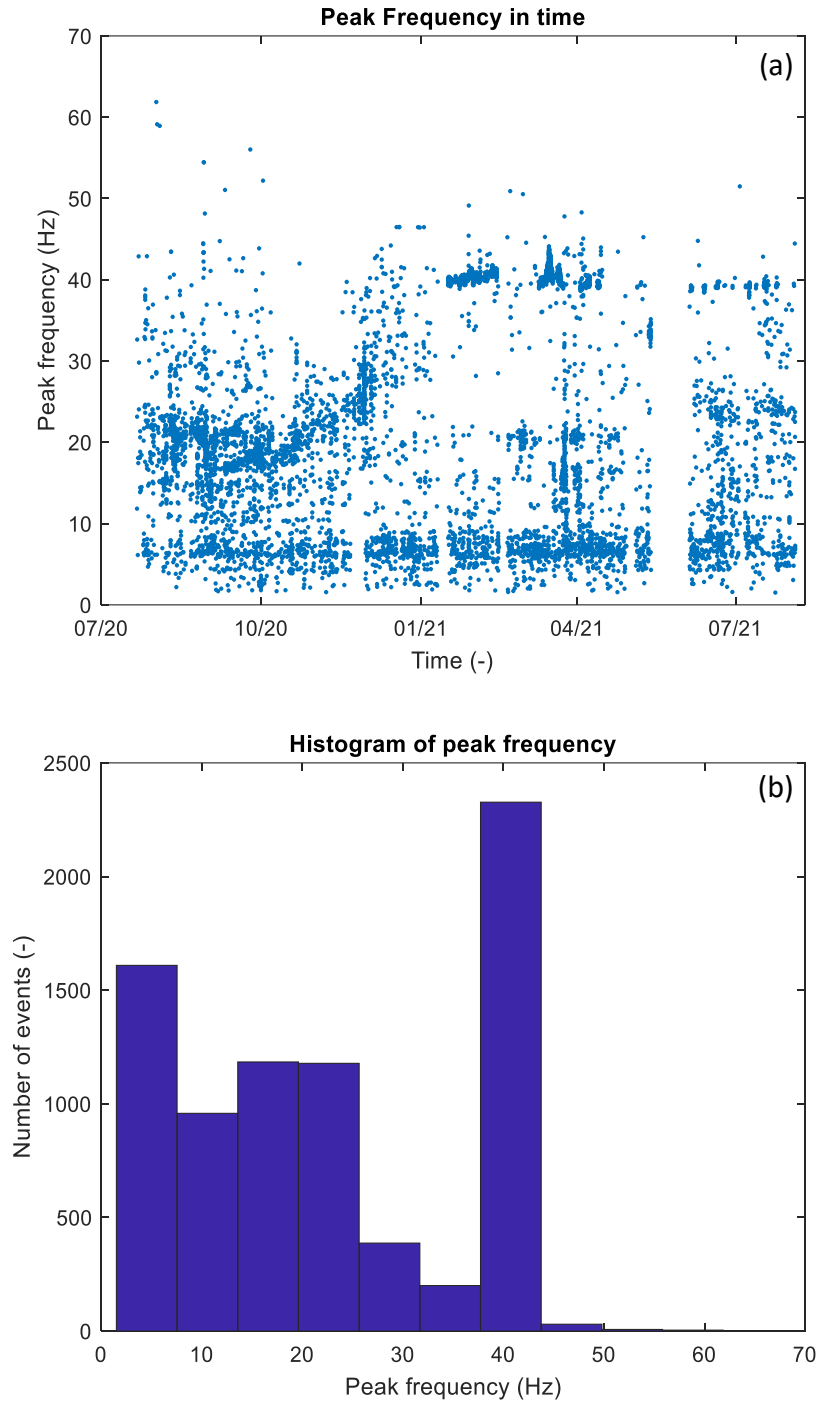 Peak Frequency in time
(a)
70
60
50
40
30
20
10
0
Peak frequency (Hz)
07/20 10/20 01/21 04/21 07/21
Time (-)
Histogram of peak frequency
(b)
2500
2000
1500
1000
500
0
Number of events (-)
0 10 20 30 40 50 60 70
Peak frequency (Hz)